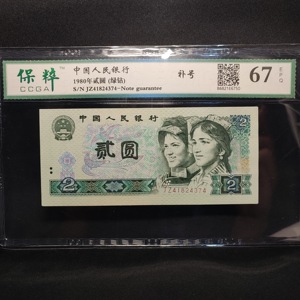 保粹
CCGA
中国人民银行
1980年贰圆 (绿钻)
S/N JZ41824374-Note guarantee
补号
67
EPQ
中国人民银行
贰圆
2
2
JZ41824374